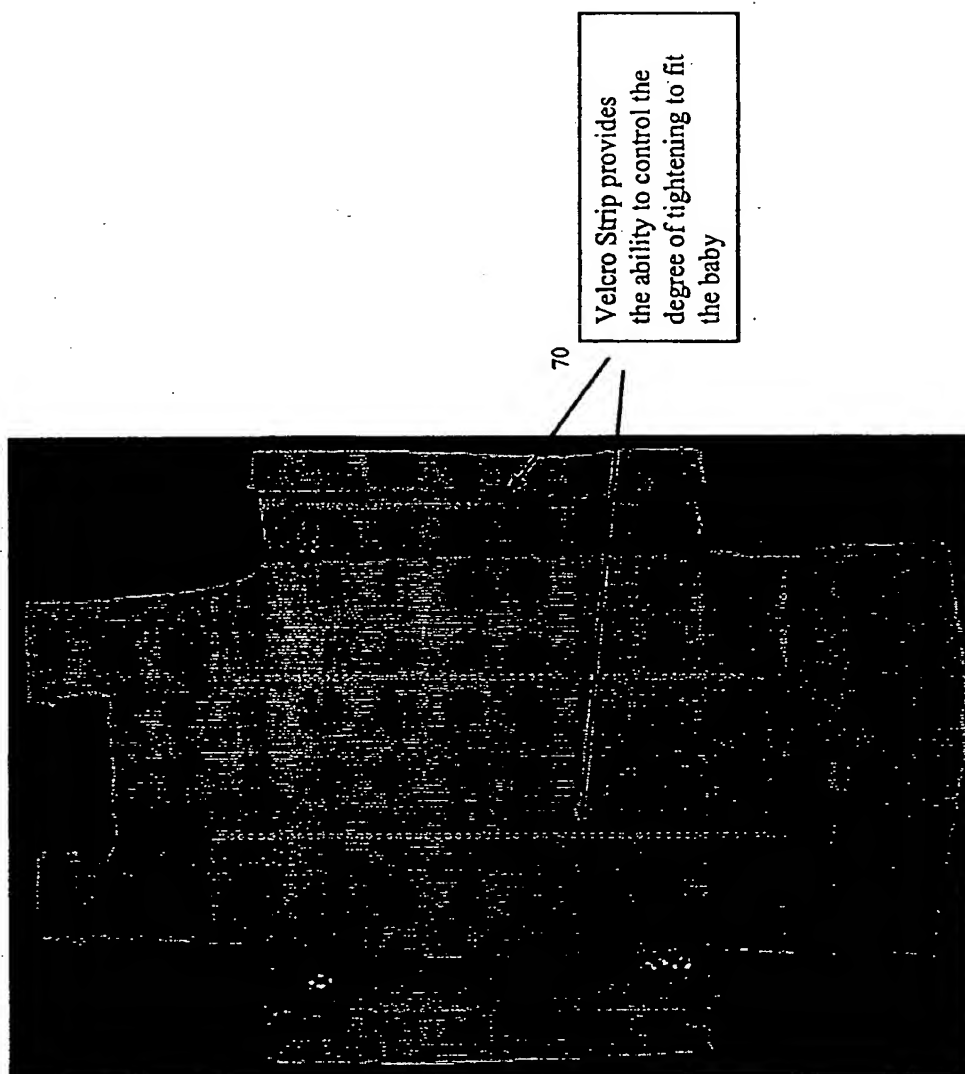 70
Velcro Strip provides
the ability to control the
degree of tightening to fit
the baby